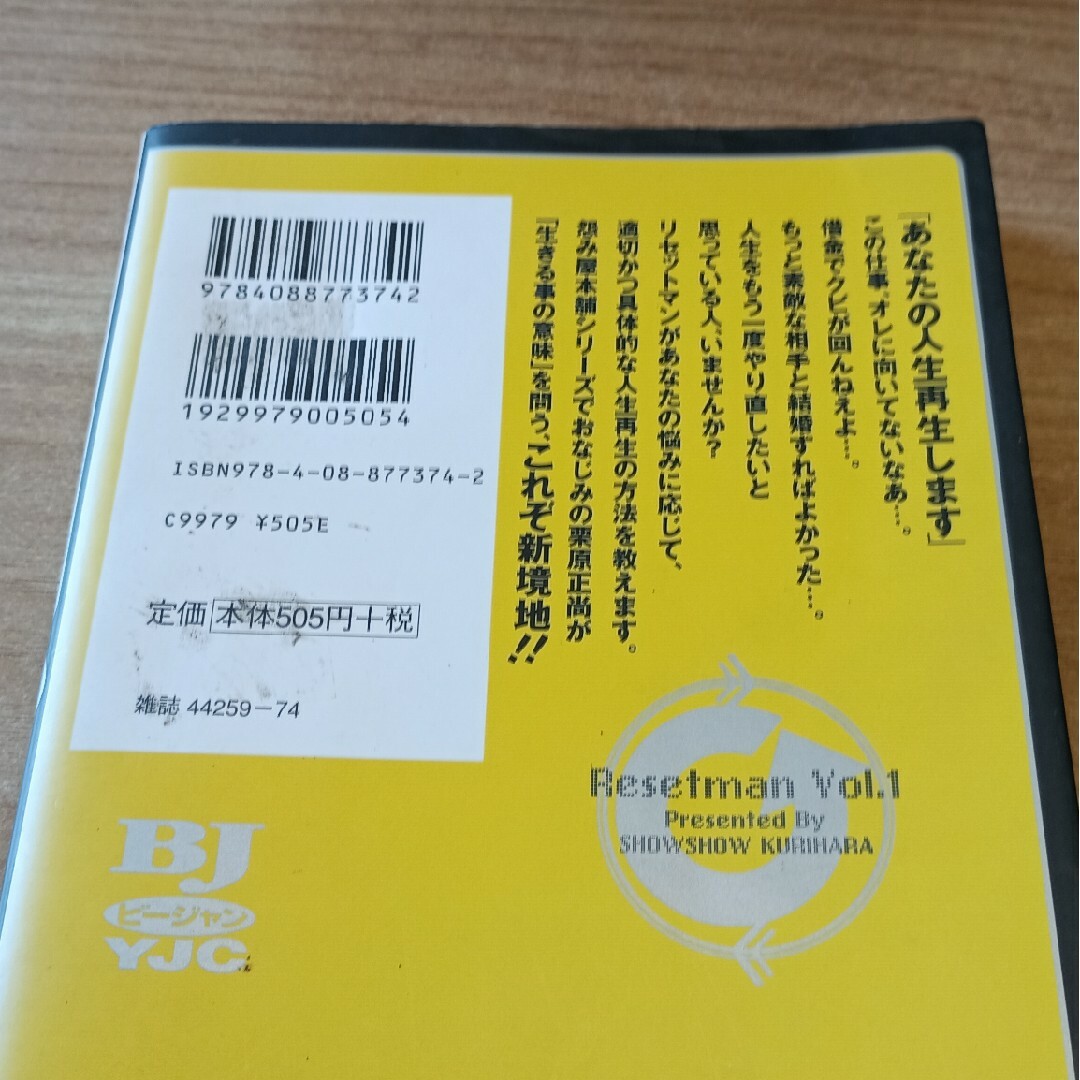 「あなたの人生再生します」
この仕事、オレに向いてないなあ…。
借金でクビが回んねえよ…。
もっと素敵な相手と結婚すればよかった…。
人生をもう一度やり直したいと
思っている人、いませんか?
リセットマンがあなたの悩みに応じて、
適切かつ具体的な人生再生の方法を教えます。
怨み屋本舗シリーズでおなじみの栗原正尚が
『生きる事の意味』を問う、これぞ新境地!!
9784088773742
1929979005054
ISBN978-4-08-877374-2
C9979 ¥505E
定価 本体505円+税
雑誌 44259-74
Resetman Vol.1
Presented By
SHOWSHOW KURIHARA
BJ
ビージャン
YJC